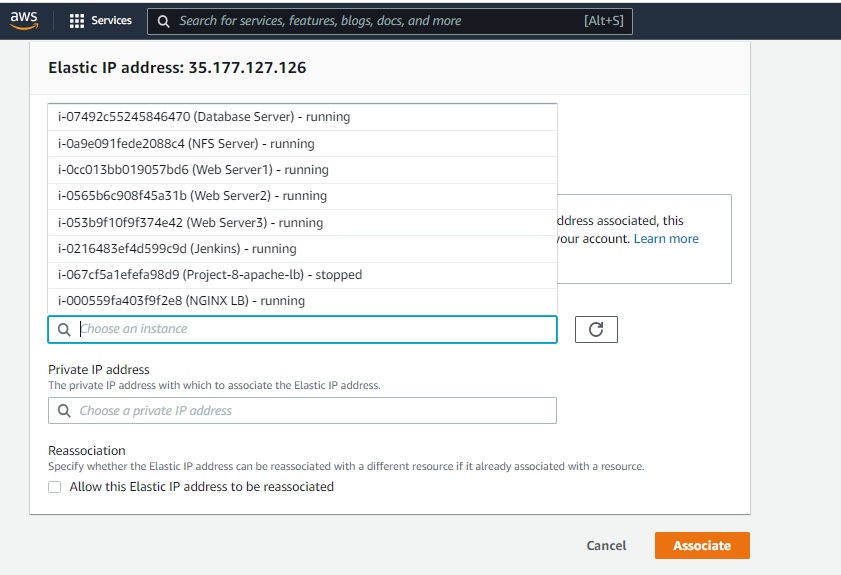 aws
Services
Search for services, features, blogs, docs, and more [Alt+S]
Elastic IP address: 35.177.127.126
i-07492c55245846470 (Database Server) - running
i-0a9e091fede2088c4 (NFS Server) - running
i-0cc013bb019057bd6 (Web Server1) - running
i-0565b6c908f45a31b (Web Server2) - running
i-053b9f10f9f374e42 (Web Server3) - running
i-0216483ef4d599c9d (Jenkins) - running
i-067cf5a1efefa98d9 (Project-8-apache-lb) - stopped
i-000559fa403f9f2e8 (NGINX LB) - running
ddress associated, this
your account. Learn more
Choose an instance
Private IP address
The private IP address with which to associate the Elastic IP address.
Choose a private IP address
Reassociation
Specify whether the Elastic IP address can be reassociated with a different resource if it already associated with a resource.
Allow this Elastic IP address to be reassociated
Cancel
Associate